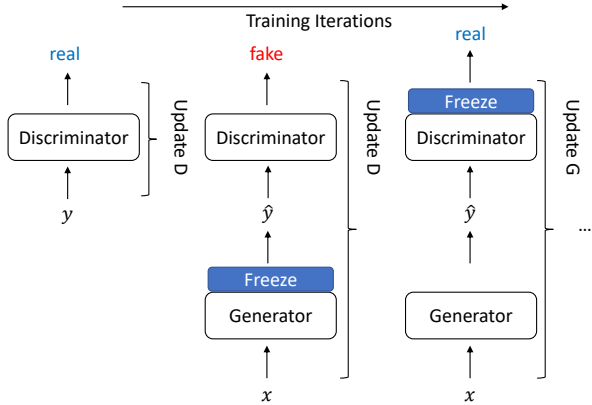 Training Iterations
real
fake
real
Freeze
Discriminator
Discriminator
Discriminator
Update D
Update D
Update G
y
ŷ
ŷ
...
Freeze
Generator
Generator
x
x